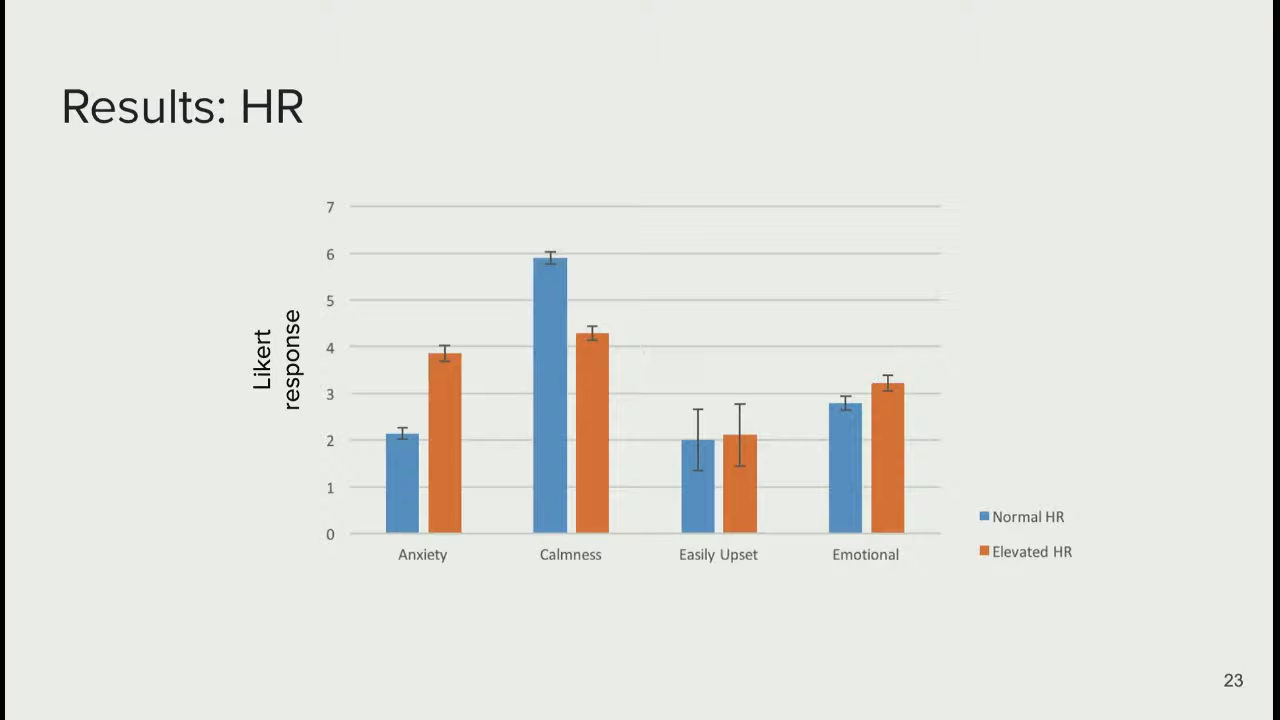 Results: HR
Likert
response
7
6
5
4
3
2
1
0
Anxiety
Calmness
Easily Upset
Emotional
Normal HR
Elevated HR
23